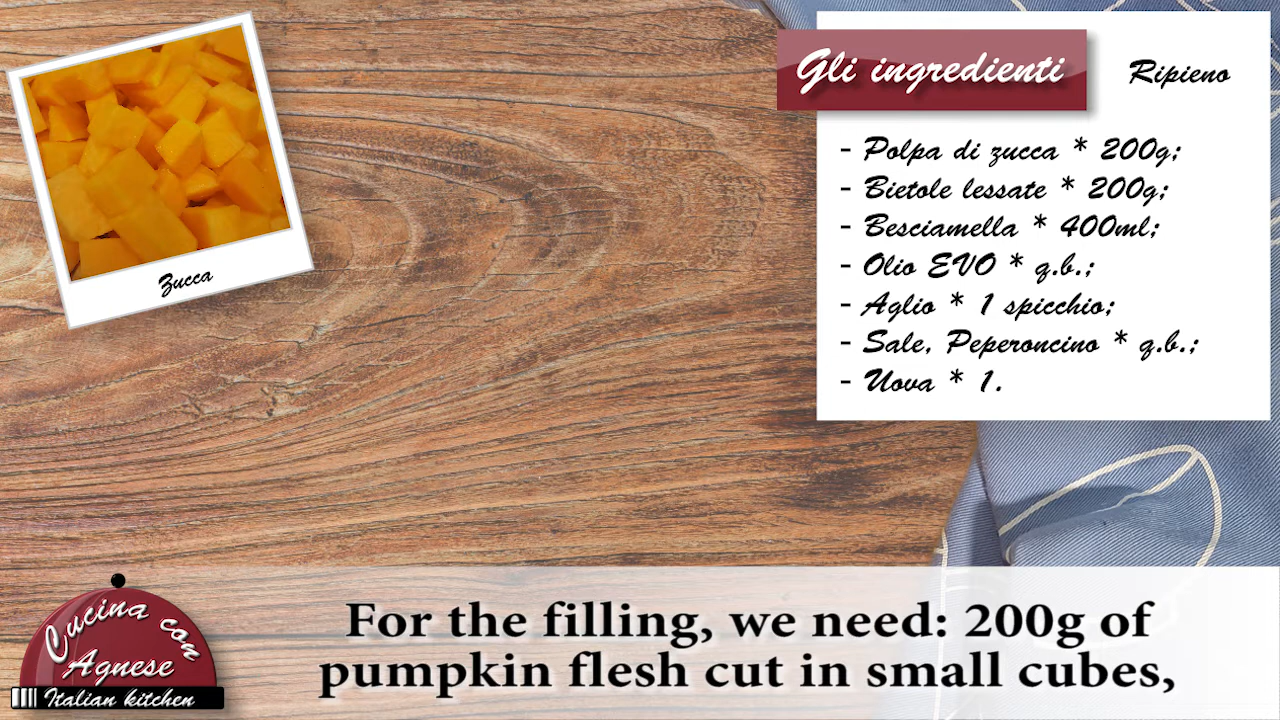 Gli ingredienti
Ripieno
- Polpa di zucca * 200g;
- Bietole lessate * 200g;
- Besciamella * 400ml;
- Olio EVO * q.b.;
- Aglio * 1 spicchio;
- Sale, Peperoncino * q.b.;
- Uova * 1.
Zucca
For the filling, we need: 200g of
pumpkin flesh cut in small cubes,
Cucina con
Agnese
Italian kitchen